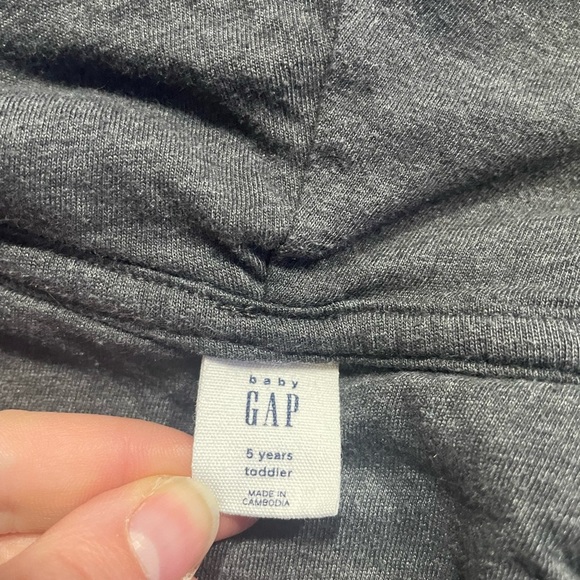 baby
GAP
5 years
toddler
MADE IN
CAMBODIA